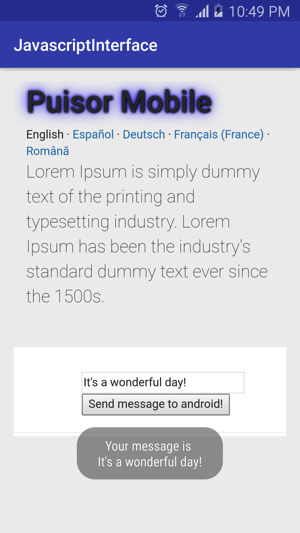 10:49 PM
JavascriptInterface
Puisor Mobile
English · Español · Deutsch · Français (France) ·
Română
Lorem Ipsum is simply dummy
text of the printing and
typesetting industry. Lorem
Ipsum has been the industry's
standard dummy text ever since
the 1500s.
It's a wonderful day!
Send message to android!
Your message is
It's a wonderful day!